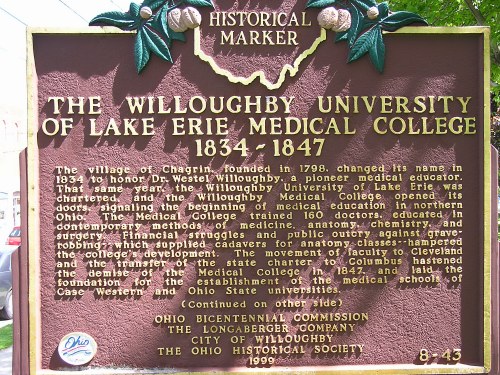 HISTORICAL
MARKER
THE WILLOUGHBY UNIVERSITY
OF LAKE ERIE MEDICAL COLLEGE
1834-1847
The village of Chagrin, founded in 1798, changed its name in
1834 to honor Dr. Westel Willoughby, a pioneer medical educator.
That same year, the Willoughby University of Lake Erie was
chartered, and the Willoughby Medical College opened its
doors, signaling the beginning of medical education in northern
Ohio. The Medical College trained 160 doctors, educated in
contemporary methods of medicine, anatomy, chemistry, and
surgery. Financial struggles and public outcry against grave-
robbing--which supplied cadavers for anatomy classes--hampered
the college's development. The movement of faculty to Cleveland
and the transfer of the state charter to Columbus hastened
the demise of the Medical College in 1847, and laid the
foundation for the establishment of the medical schools of
Case Western and Ohio State universities.
(Continued on other side)
OHIO BICENTENNIAL COMMISSION
THE LONGABERGER COMPANY
CITY OF WILLOUGHBY
THE OHIO HISTORICAL SOCIETY
1999
8-43
Ohio